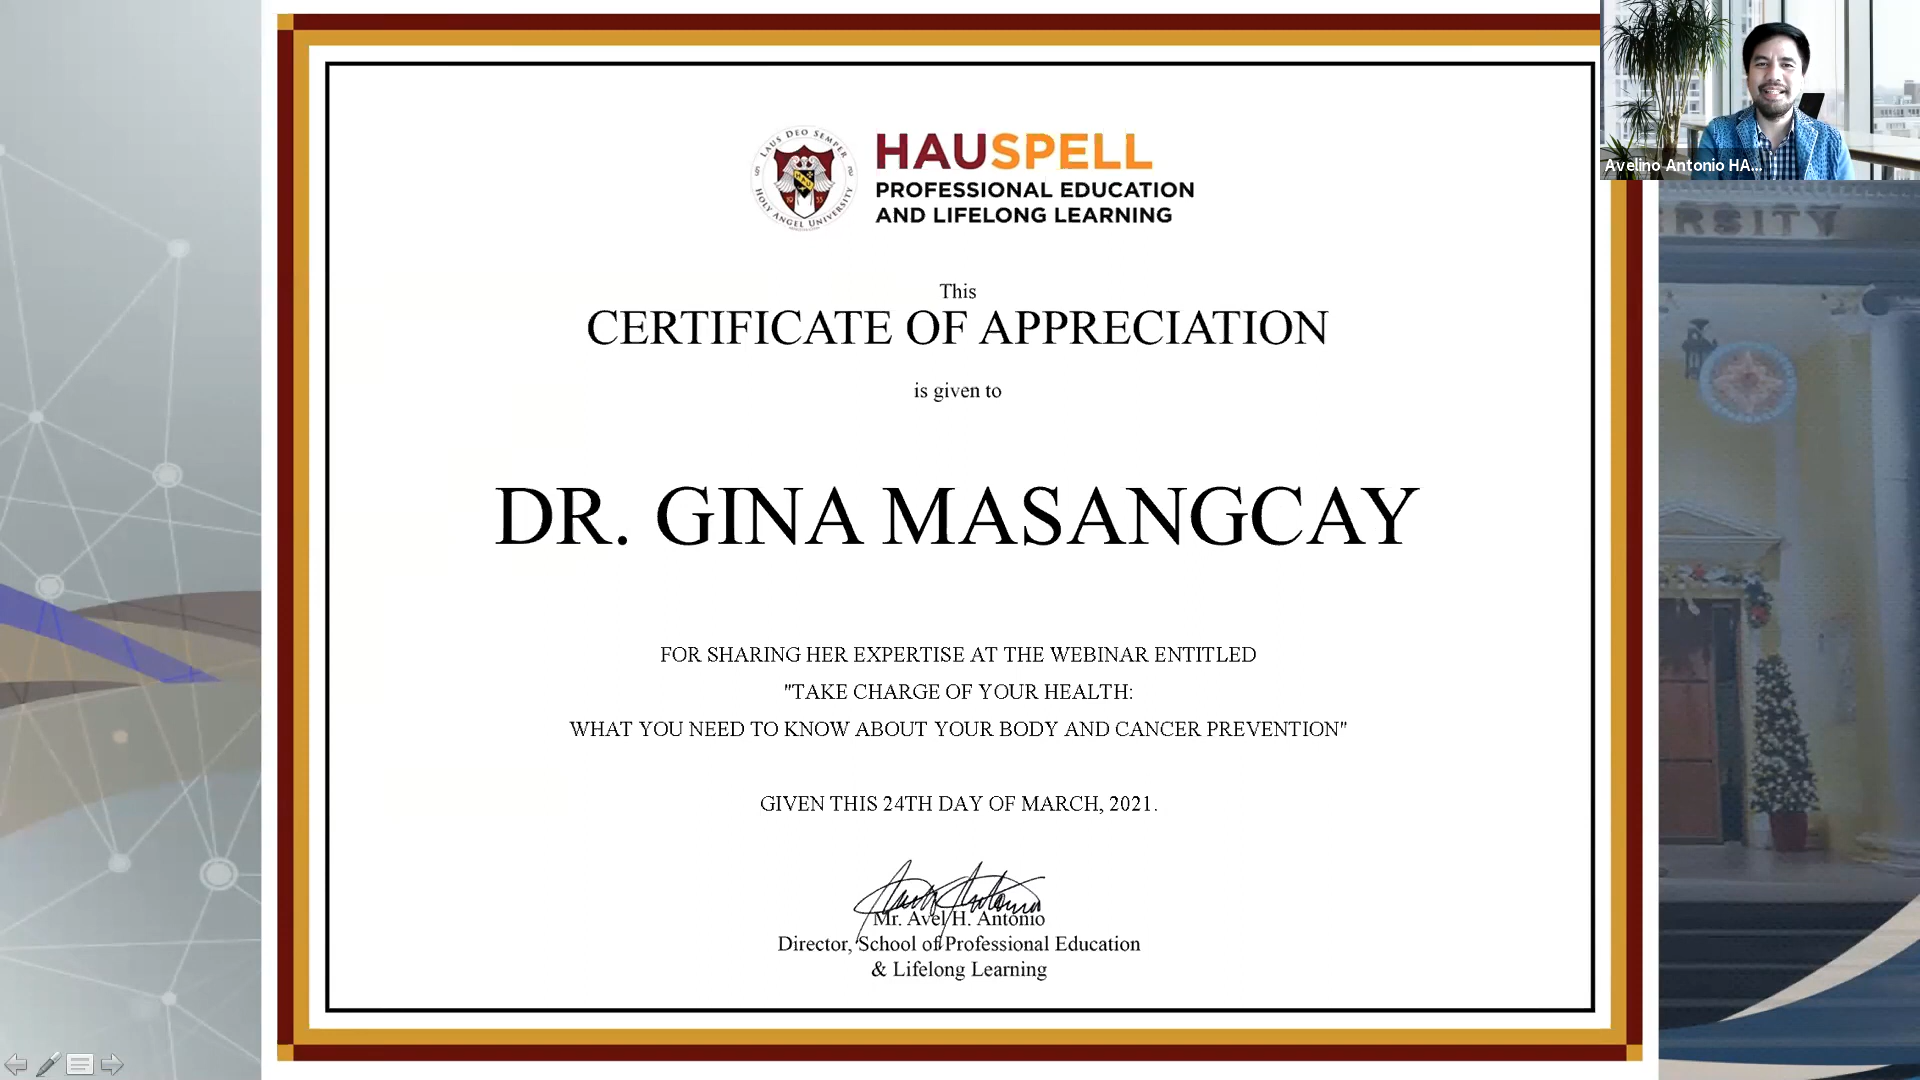 LAUS DEO SEMPER
HOLY ANGEL UNIVERSITY
19 33
HAUSPELL
PROFESSIONAL EDUCATION
AND LIFELONG LEARNING
This
CERTIFICATE OF APPRECIATION
is given to
DR. GINA MASANGCAY
FOR SHARING HER EXPERTISE AT THE WEBINAR ENTITLED
"TAKE CHARGE OF YOUR HEALTH:
WHAT YOU NEED TO KNOW ABOUT YOUR BODY AND CANCER PREVENTION"
GIVEN THIS 24TH DAY OF MARCH, 2021.
Mr. Avel H. Antonio
Director, School of Professional Education
& Lifelong Learning
Avelino Antonio HA...
RSITY